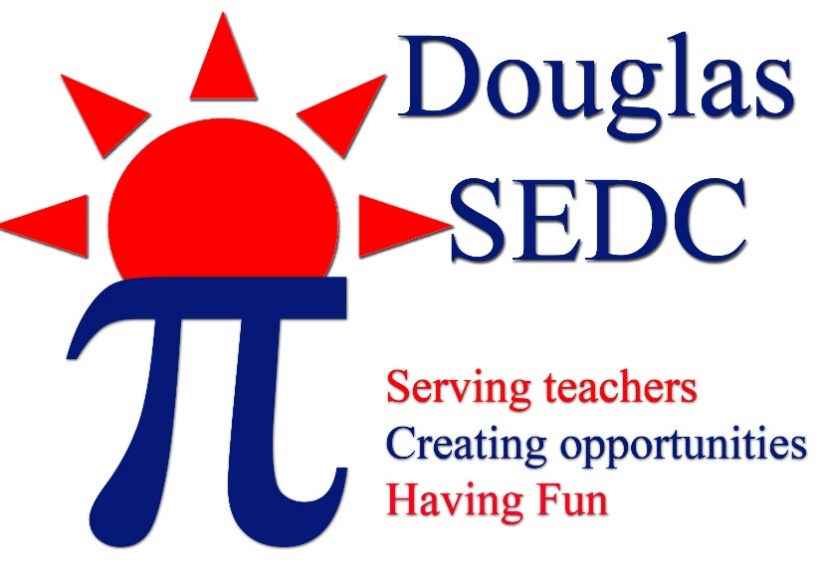 Douglas
SEDC
π
Serving teachers
Creating opportunities
Having Fun